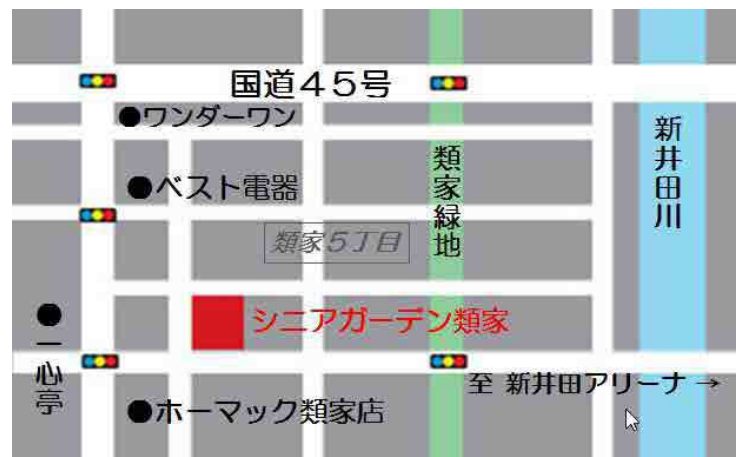 国道45号
●ワンダーワン
●ベスト電器
類家緑地
新井田川
類家5丁目
シニアガーデン類家
●一心亭
至 新井田アリーナ→
●ホーマック類家店